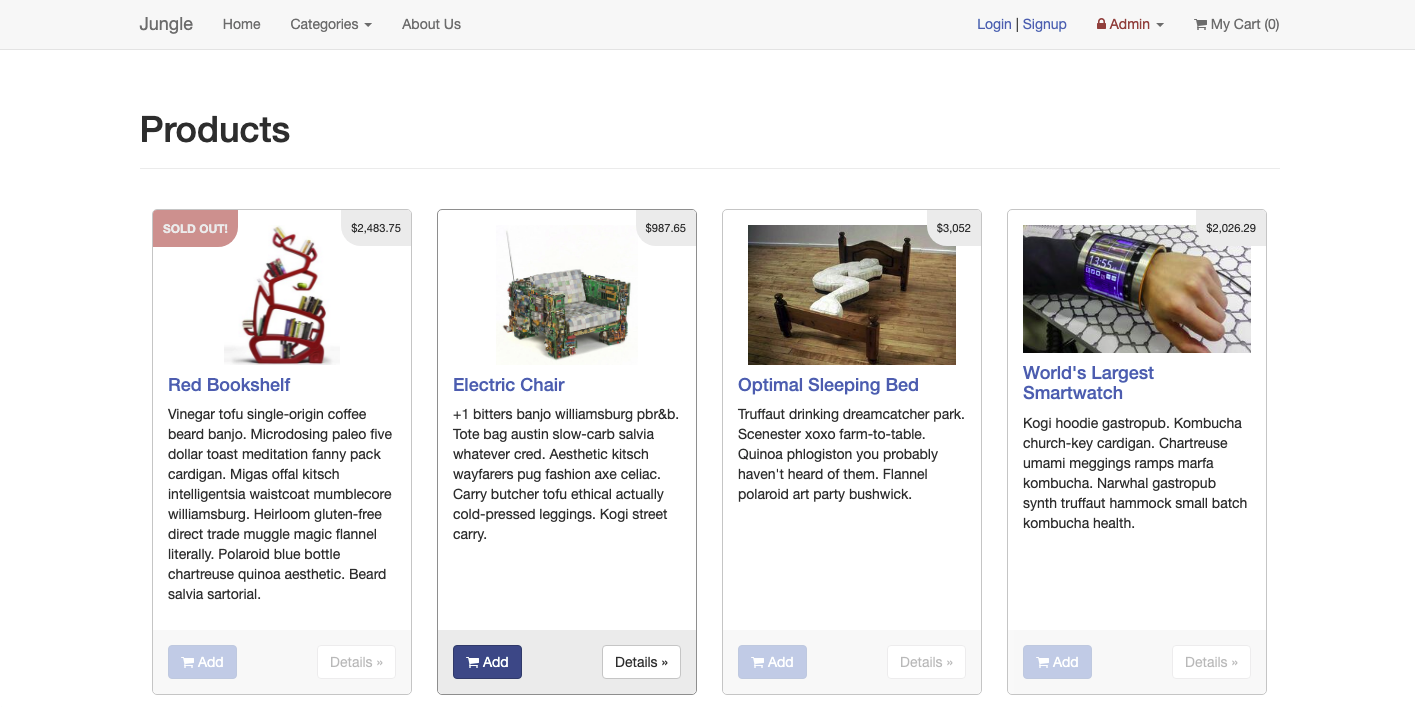 Jungle Home Categories About Us Login | Signup Admin My Cart (0)
Products
SOLD OUT! $2,483.75
Red Bookshelf
Vinegar tofu single-origin coffee
beard banjo. Microdosing paleo five
dollar toast meditation fanny pack
cardigan. Migas offal kitsch
intelligentsia waistcoat mumblecore
williamsburg. Heirloom gluten-free
direct trade muggle magic flannel
literally. Polaroid blue bottle
chartreuse quinoa aesthetic. Beard
salvia sartorial.
Add Details »
$987.65
Electric Chair
+1 bitters banjo williamsburg pbr&b.
Tote bag austin slow-carb salvia
whatever cred. Aesthetic kitsch
wayfarers pug fashion axe celiac.
Carry butcher tofu ethical actually
cold-pressed leggings. Kogi street
carry.
Add Details »
$3,052
Optimal Sleeping Bed
Truffaut drinking dreamcatcher park.
Scenester xoxo farm-to-table.
Quinoa phlogiston you probably
haven't heard of them. Flannel
polaroid art party bushwick.
Add Details »
$2,026.29
13:55
World's Largest
Smartwatch
Kogi hoodie gastropub. Kombucha
church-key cardigan. Chartreuse
umami meggings ramps marfa
kombucha. Narwhal gastropub
synth truffaut hammock small batch
kombucha health.
Add Details »